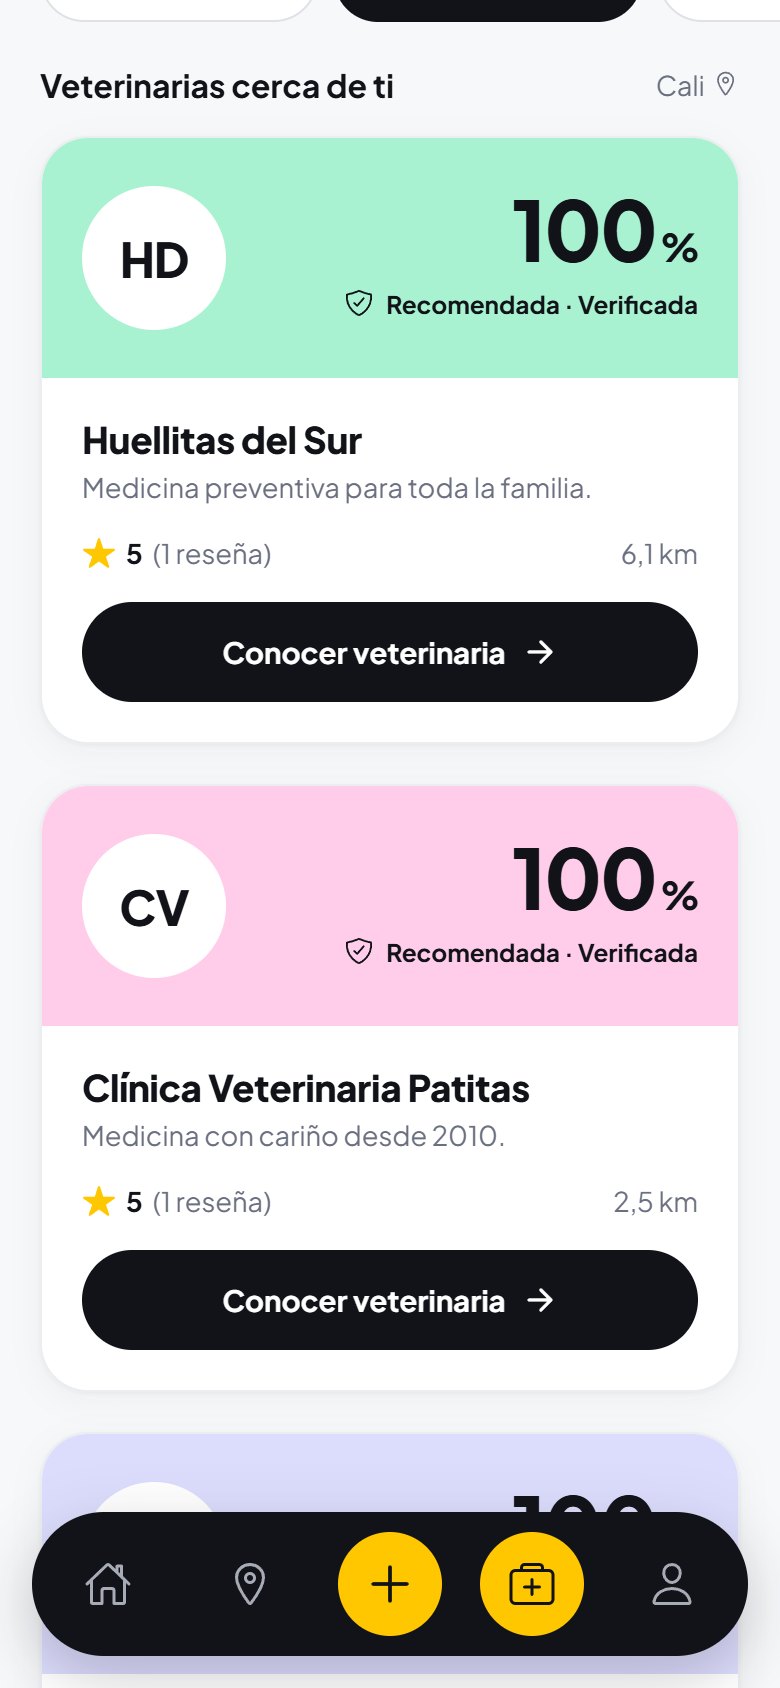 Veterinarias cerca de ti
Cali
HD
100%
Recomendada · Verificada
Huellitas del Sur
Medicina preventiva para toda la familia.
5 (1 reseña)
6,1 km
Conocer veterinaria →
CV
100%
Recomendada · Verificada
Clínica Veterinaria Patitas
Medicina con cariño desde 2010.
5 (1 reseña)
2,5 km
Conocer veterinaria →
100